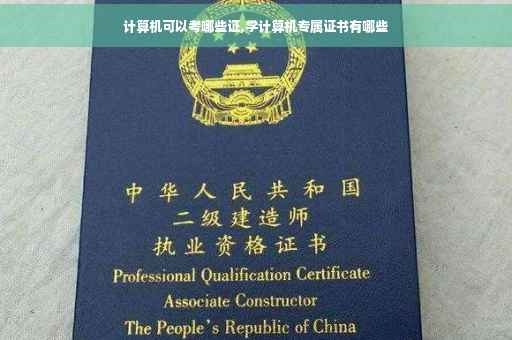 计算机可以考哪些证,学计算机专属证书有哪些
中华人民共和国
二级建造师
执业资格证书
Professional Qualification Certificate
Associate Constructor
The People's Republic of China